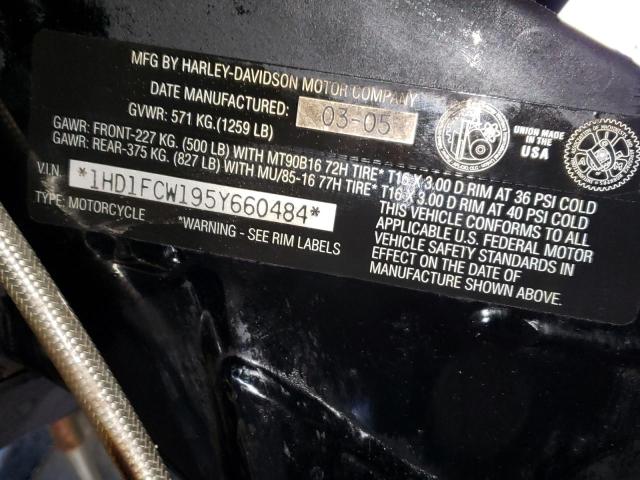 MFG BY HARLEY-DAVIDSON MOTOR COMPANY
DATE MANUFACTURED: 03-05
GVWR: 571 KG.(1259 LB)
GAWR: FRONT-227 KG. (500 LB) WITH MT90B16 72H TIRE* T16 X 3.00 D RIM AT 36 PSI COLD
GAWR: REAR-375 KG. (827 LB) WITH MU/85-16 77H TIRE* T16 X 3.00 D RIM AT 40 PSI COLD
V.I.N. *1HD1FCW195Y660484*
TYPE: MOTORCYCLE
*WARNING - SEE RIM LABELS
THIS VEHICLE CONFORMS TO ALL
APPLICABLE U.S. FEDERAL MOTOR
VEHICLE SAFETY STANDARDS IN
EFFECT ON THE DATE OF
MANUFACTURE SHOWN ABOVE.
UNION MADE
IN THE
USA